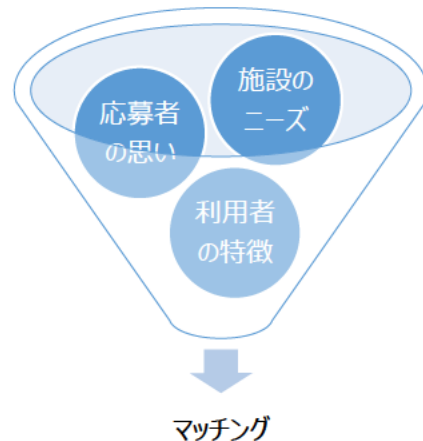 応募者
の思い
施設の
ニーズ
利用者
の特徴
マッチング